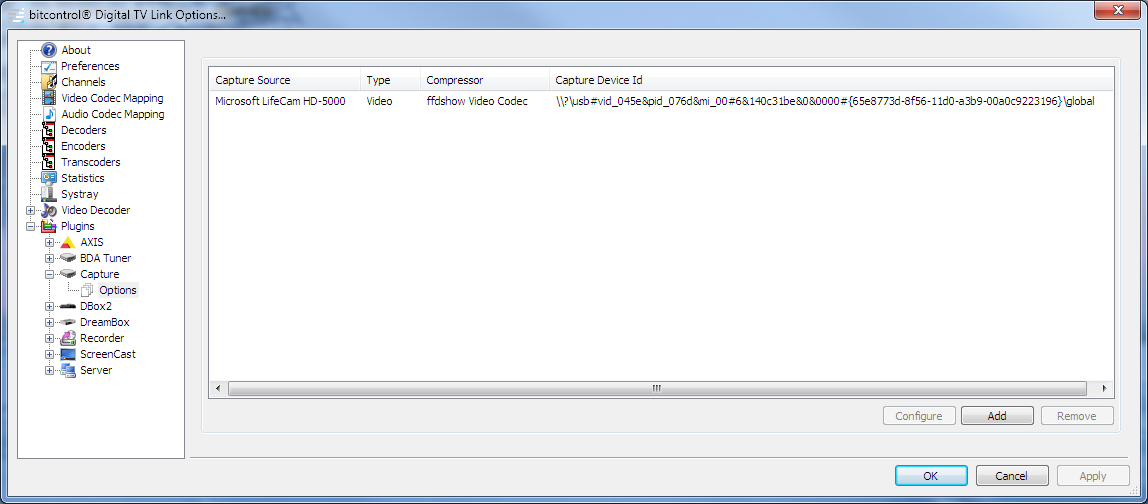 bitcontrol® Digital TV Link Options...
About
Preferences
Channels
Video Codec Mapping
Audio Codec Mapping
Decoders
Encoders
Transcoders
Statistics
Systray
Video Decoder
Plugins
AXIS
BDA Tuner
Capture
Options
DBox2
DreamBox
Recorder
ScreenCast
Server
Capture Source Type Compressor Capture Device Id
Microsoft LifeCam HD-5000 Video ffdshow Video Codec \\?\usb#vid_045e&pid_076d&mi_00#6&140c31be&0&0000#{65e8773d-8f56-11d0-a3b9-00a0c9223196}\global
Configure Add Remove
OK Cancel Apply